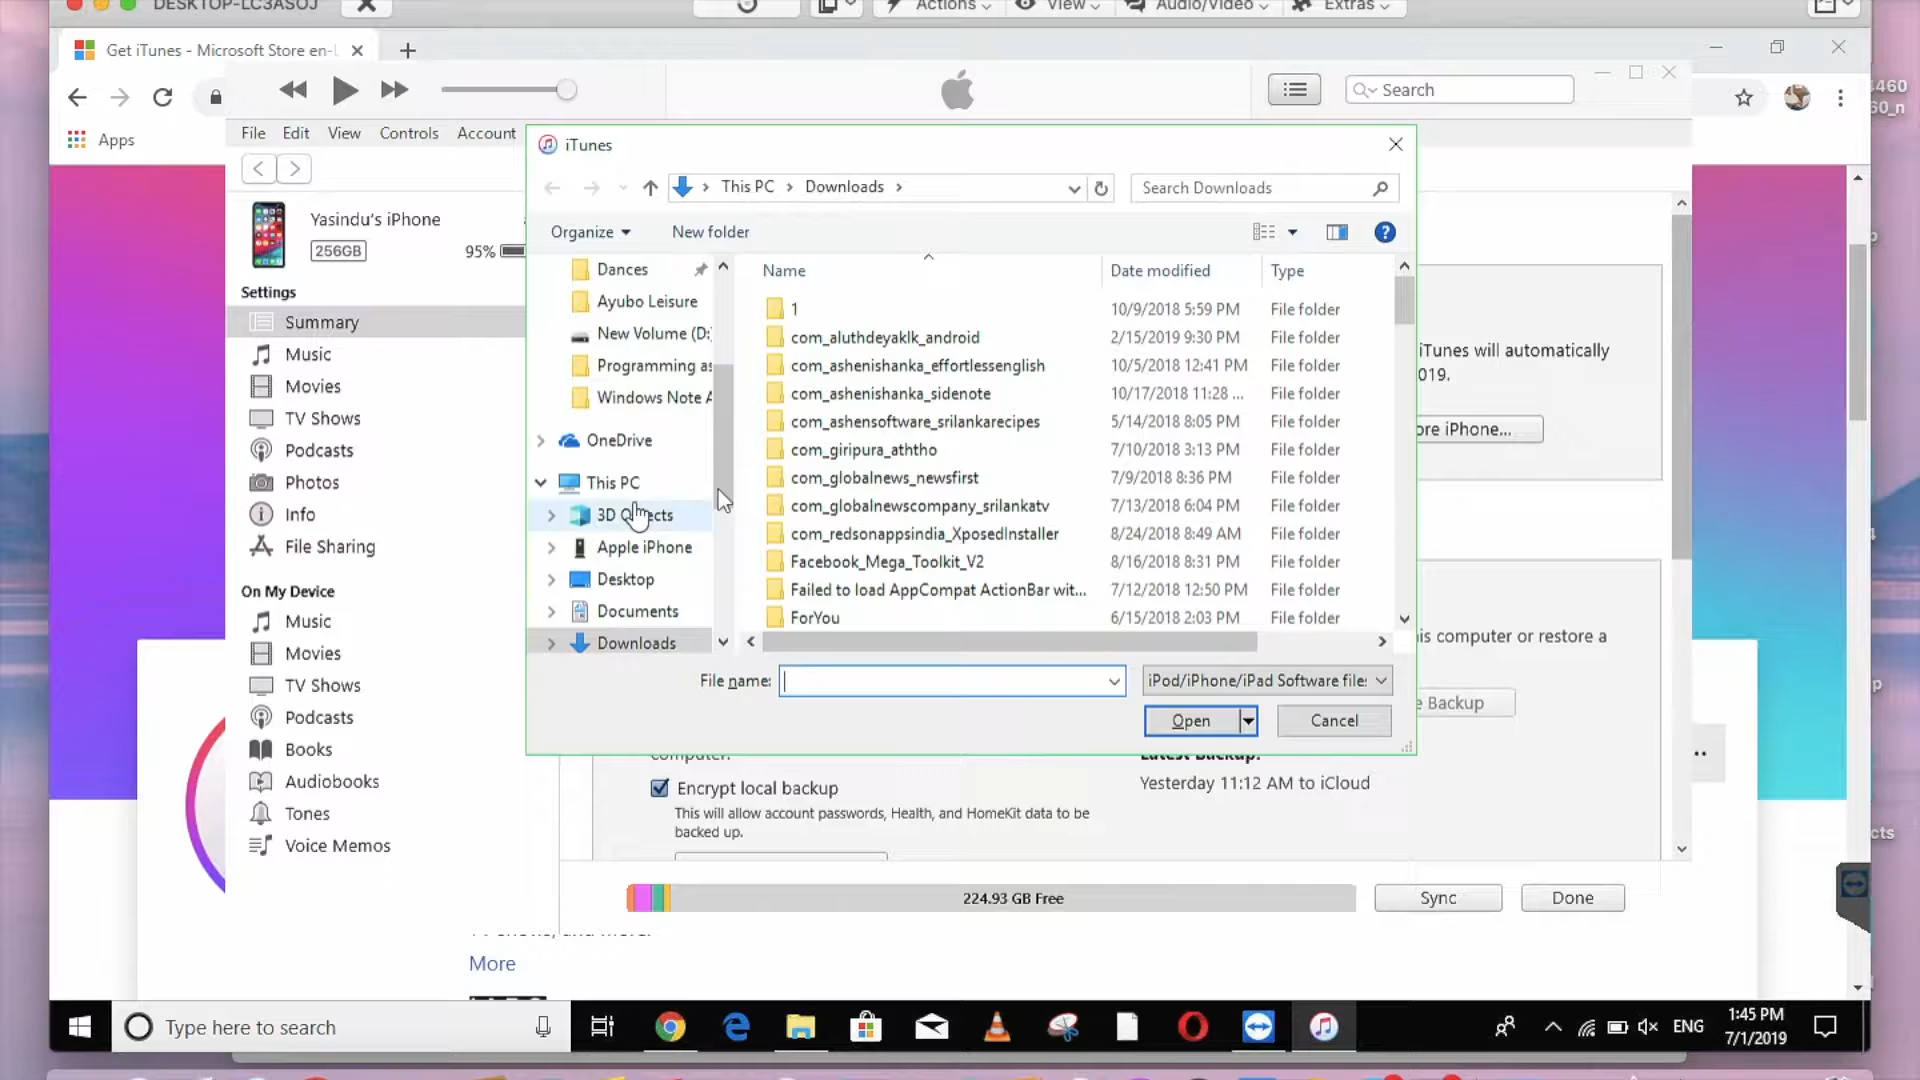 DESKTOP-LC3ASOJ
Actions
View
Audio/Video
Extras
Get iTunes - Microsoft Store en-
Search
Apps
File Edit View Controls Account
iTunes
This PC > Downloads >
Search Downloads
Organize
New folder
Yasindu's iPhone
256GB
95%
Settings
Summary
Music
Movies
TV Shows
Podcasts
Photos
Info
File Sharing
On My Device
Music
Movies
TV Shows
Podcasts
Books
Audiobooks
Tones
Voice Memos
Dances
Ayubo Leisure
New Volume (D:
Programming as
Windows Note A
OneDrive
This PC
3D Objects
Apple iPhone
Desktop
Documents
Downloads
Name Date modified Type
1 10/9/2018 5:59 PM File folder
com_aluthdeyaklk_android 2/15/2019 9:30 PM File folder
com_ashenishanka_effortlessenglish 10/5/2018 12:41 PM File folder
com_ashenishanka_sidenote 10/17/2018 11:28 ... File folder
com_ashensoftware_srilankarecipes 5/14/2018 8:05 PM File folder
com_giripura_aththo 7/10/2018 3:13 PM File folder
com_globalnews_newsfirst 7/9/2018 8:36 PM File folder
com_globalnewscompany_srilankatv 7/13/2018 6:04 PM File folder
com_redsonappsindia_XposedInstaller 8/24/2018 8:49 AM File folder
Facebook_Mega_Toolkit_V2 8/16/2018 8:31 PM File folder
Failed to load AppCompat ActionBar wit... 7/12/2018 12:50 PM File folder
ForYou 6/15/2018 2:03 PM File folder
File name:
iPod/iPhone/iPad Software file
Open
Cancel
iTunes will automatically
019.
ore iPhone...
is computer or restore a
e Backup
computer.
Latest Backup:
Encrypt local backup
Yesterday 11:12 AM to iCloud
This will allow account passwords, Health, and HomeKit data to be
backed up.
224.93 GB Free
Sync
Done
More
4460
60_n
cts
Type here to search
ENG
1:45 PM
7/1/2019